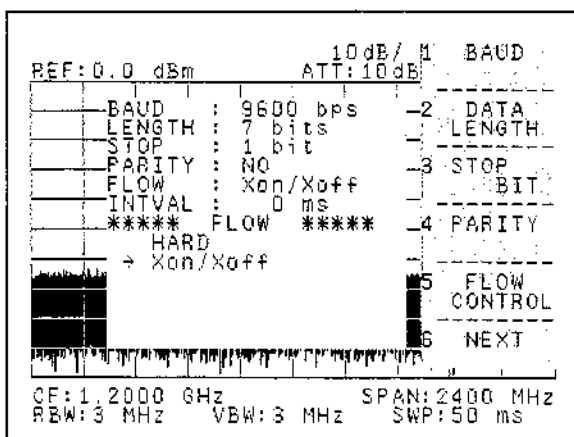 10dB/ 1 BAUD
REF:0.0 dBm ATT:10dB
BAUD : 9600 bps 2 DATA
LENGTH : 7 bits LENGTH
STOP : 1 bit
PARITY : NO 3 STOP
FLOW : Xon/Xoff BIT
INTVAL : 0 ms
***** FLOW ***** 4 PARITY
HARD
→ Xon/Xoff
5 FLOW
CONTROL
6 NEXT
CF:1.2000 GHz SPAN:2400 MHz
RBW:3 MHz VBW:3 MHz SWP:50 ms